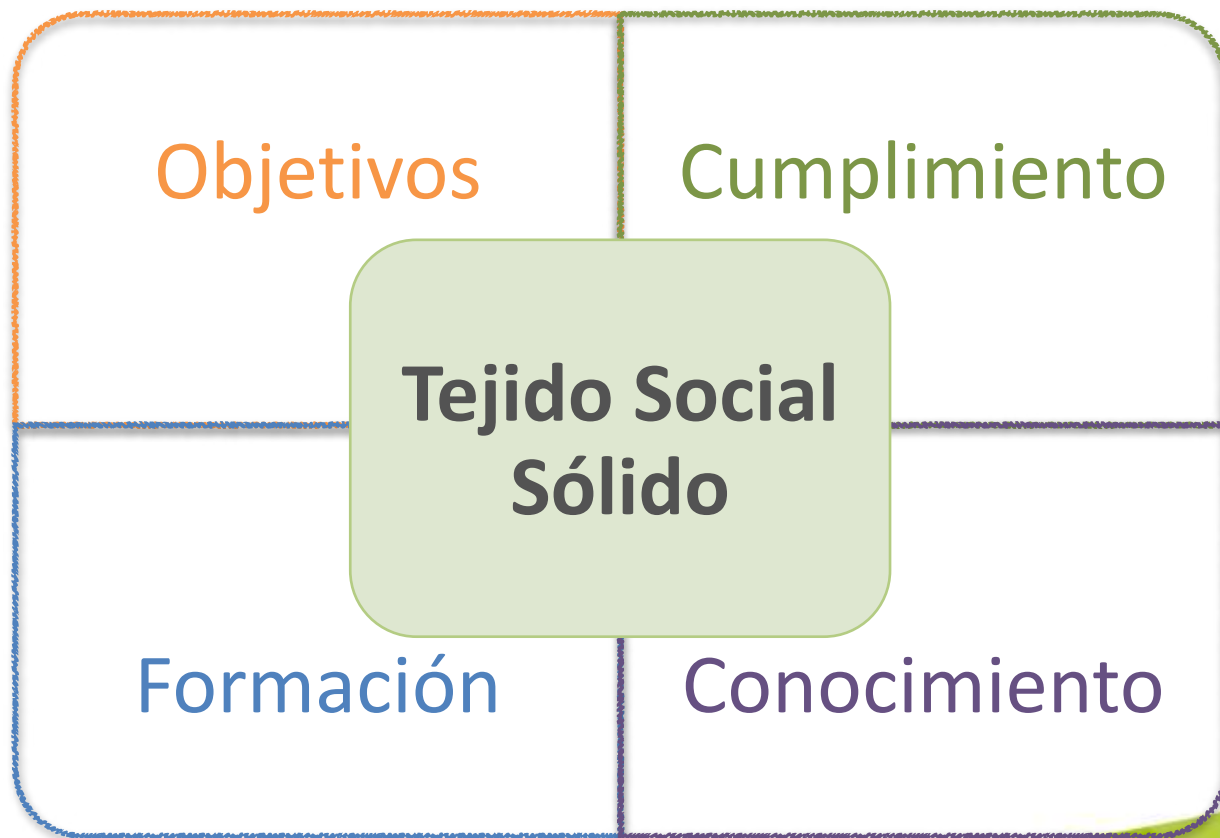 Objetivos
Cumplimiento
Tejido Social
Sólido
Formación
Conocimiento